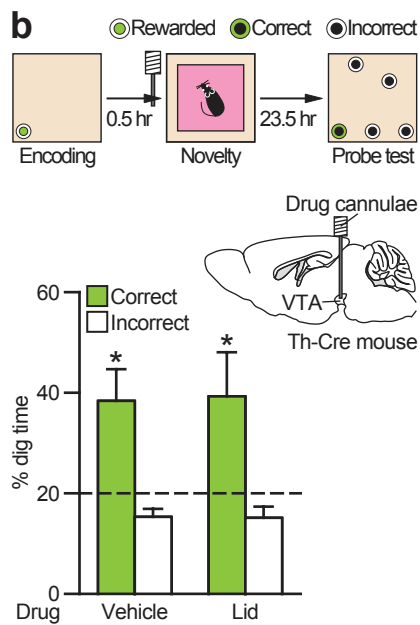 b
Rewarded Correct Incorrect
0.5 hr 23.5 hr
Encoding Novelty Probe test
Drug cannulae
VTA
Th-Cre mouse
Correct
Incorrect
% dig time
60
40
20
0
* *
Drug Vehicle Lid